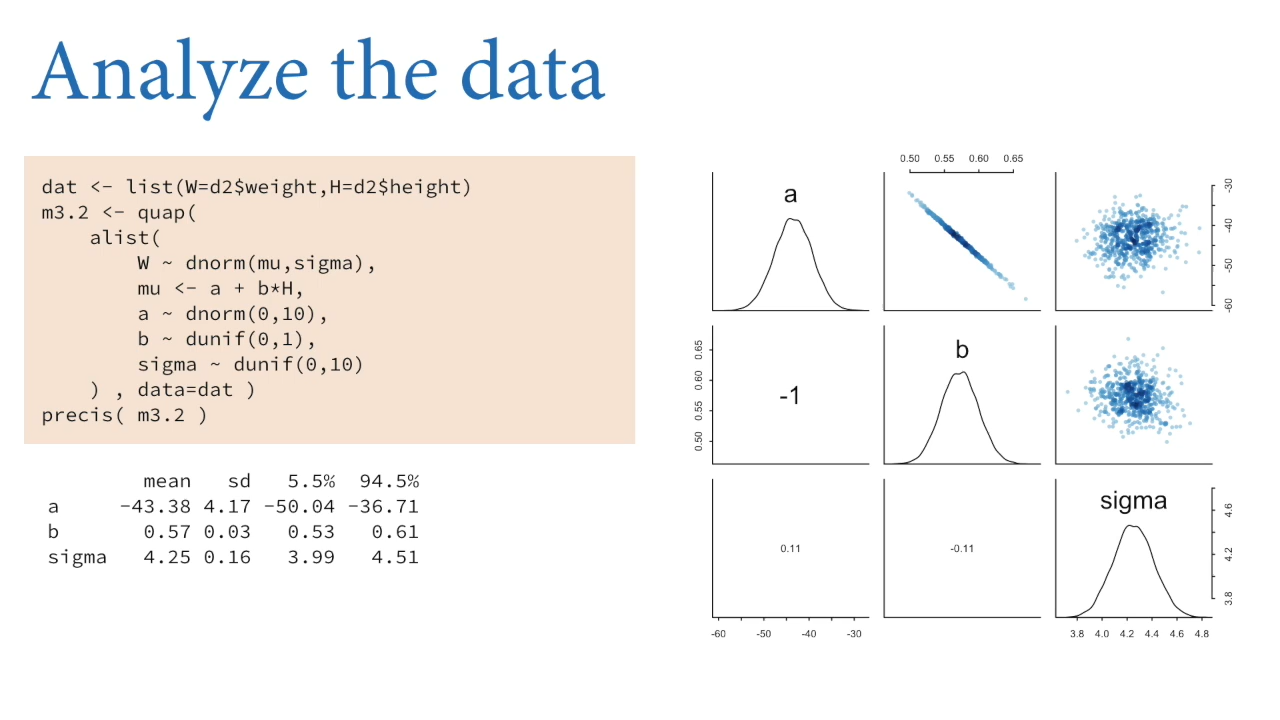 Analyze the data
dat <- list(W=d2$weight,H=d2$height)
m3.2 <- quap(
    alist(
        W ~ dnorm(mu,sigma),
        mu <- a + b*H,
        a ~ dnorm(0,10),
        b ~ dunif(0,1),
        sigma ~ dunif(0,10)
    ) , data=dat )
precis( m3.2 )
mean sd 5.5% 94.5%
a −43.38 4.17 −50.04 −36.71
b 0.57 0.03 0.53 0.61
sigma 4.25 0.16 3.99 4.51
0.50 0.55 0.60 0.65
a
-30
-40
-50
-60
0.65
0.60
0.55
0.50
-1
b
0.11
-0.11
sigma
4.6
4.2
3.8
-60 -50 -40 -30
3.8 4.0 4.2 4.4 4.6 4.8